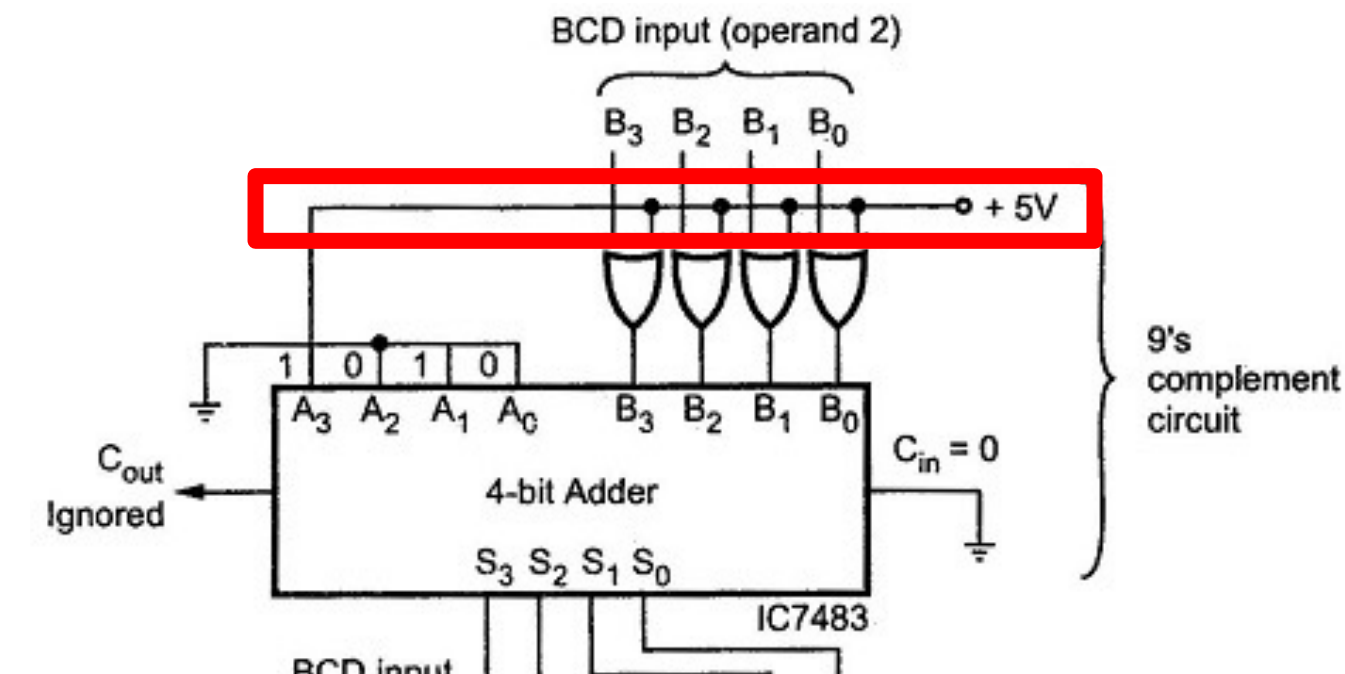 BCD input (operand 2)
B3 B2 B1 B0
+ 5V
1 0 1 0
A3 A2 A1 A0 B3 B2 B1 B0
Cin = 0
9's
complement
circuit
Cout
Ignored
4-bit Adder
S3 S2 S1 S0
IC7483
BCD input